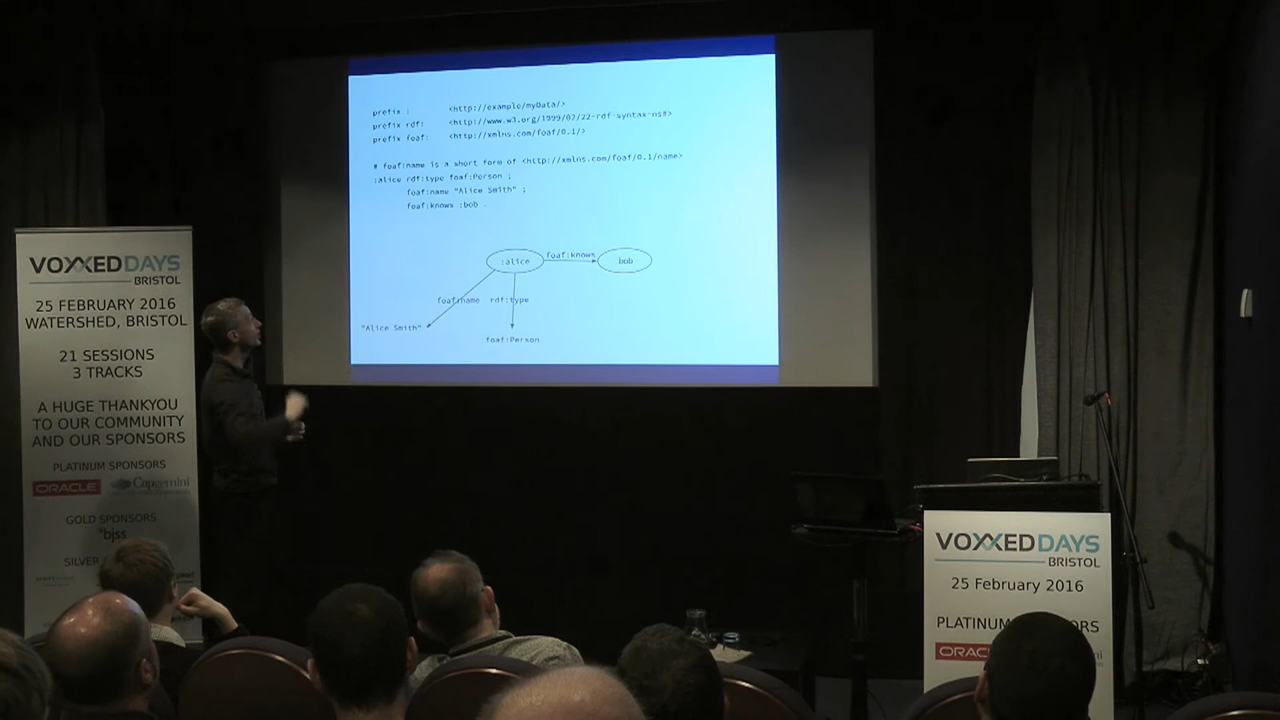 prefix : <http://example/myData/>
prefix rdf: <http://www.w3.org/1999/02/22-rdf-syntax-ns#>
prefix foaf: <http://xmlns.com/foaf/0.1/>
# foaf:name is a short form of <http://xmlns.com/foaf/0.1/name>
:alice rdf:type foaf:Person ;
foaf:name "Alice Smith" ;
foaf:knows :bob .
:alice foaf:knows bob
foaf:name rdf:type
"Alice Smith"
foaf:Person
VOXXED DAYS
BRISTOL
25 FEBRUARY 2016
WATERSHED, BRISTOL
21 SESSIONS
3 TRACKS
A HUGE THANKYOU
TO OUR COMMUNITY
AND OUR SPONSORS
PLATINUM SPONSORS
ORACLE Capgemini
GOLD SPONSORS
bjss
SILVER
VOXXED DAYS
BRISTOL
25 February 2016
PLATINUM